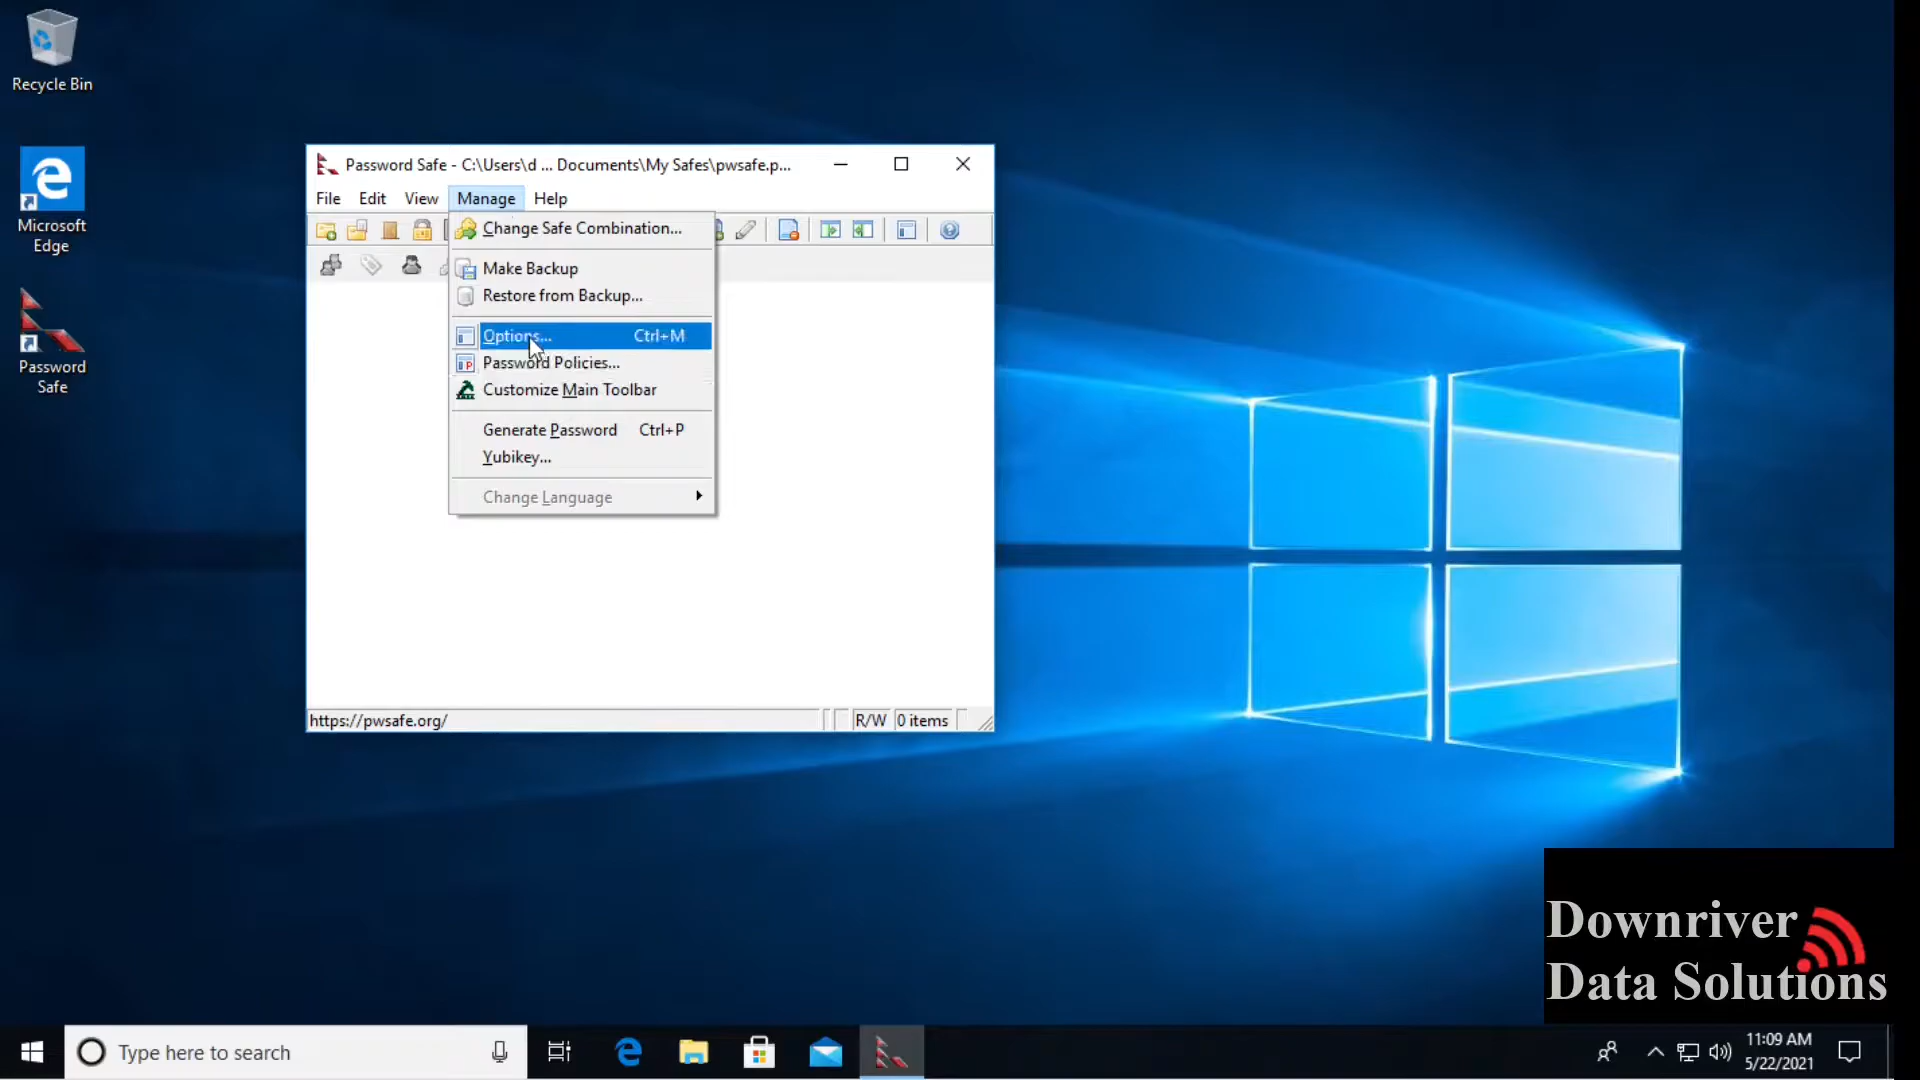 Recycle Bin
Microsoft
Edge
Password
Safe
Password Safe - C:\Users\d ... Documents\My Safes\pwsafe.p...
File Edit View Manage Help
Change Safe Combination...
Make Backup
Restore from Backup...
Options... Ctrl+M
Password Policies...
Customize Main Toolbar
Generate Password Ctrl+P
Yubikey...
Change Language
https://pwsafe.org/ R/W 0 items
Downriver
Data Solutions
Type here to search
11:09 AM
5/22/2021